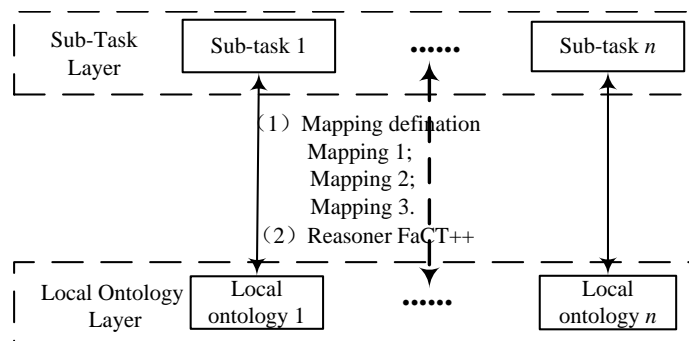 Sub-Task
Layer
Sub-task 1
······
Sub-task n
（1）Mapping defination
Mapping 1;
Mapping 2;
Mapping 3.
（2）Reasoner FaCT++
Local Ontology
Layer
Local
ontology 1
······
Local
ontology n